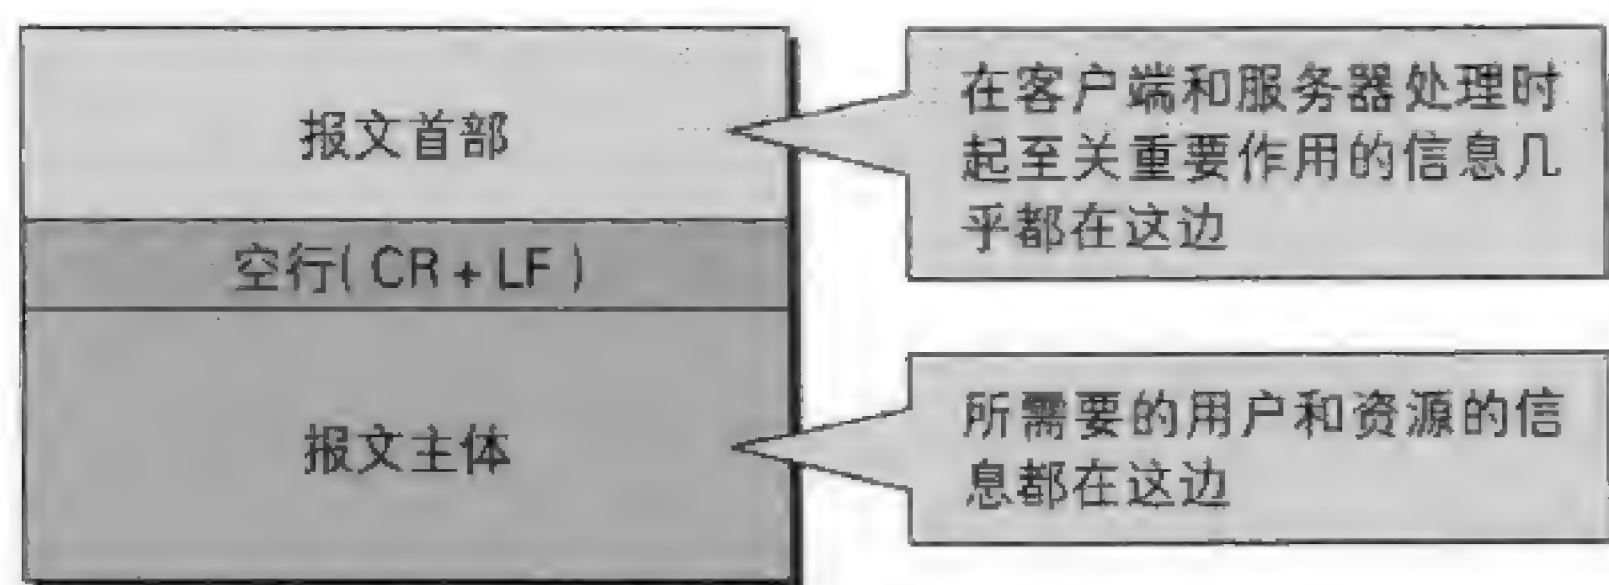 报文首部
空行( CR + LF )
报文主体
在客户端和服务器处理时
起至关重要作用的信息几
乎都在这边
所需要的用户和资源的信
息都在这边